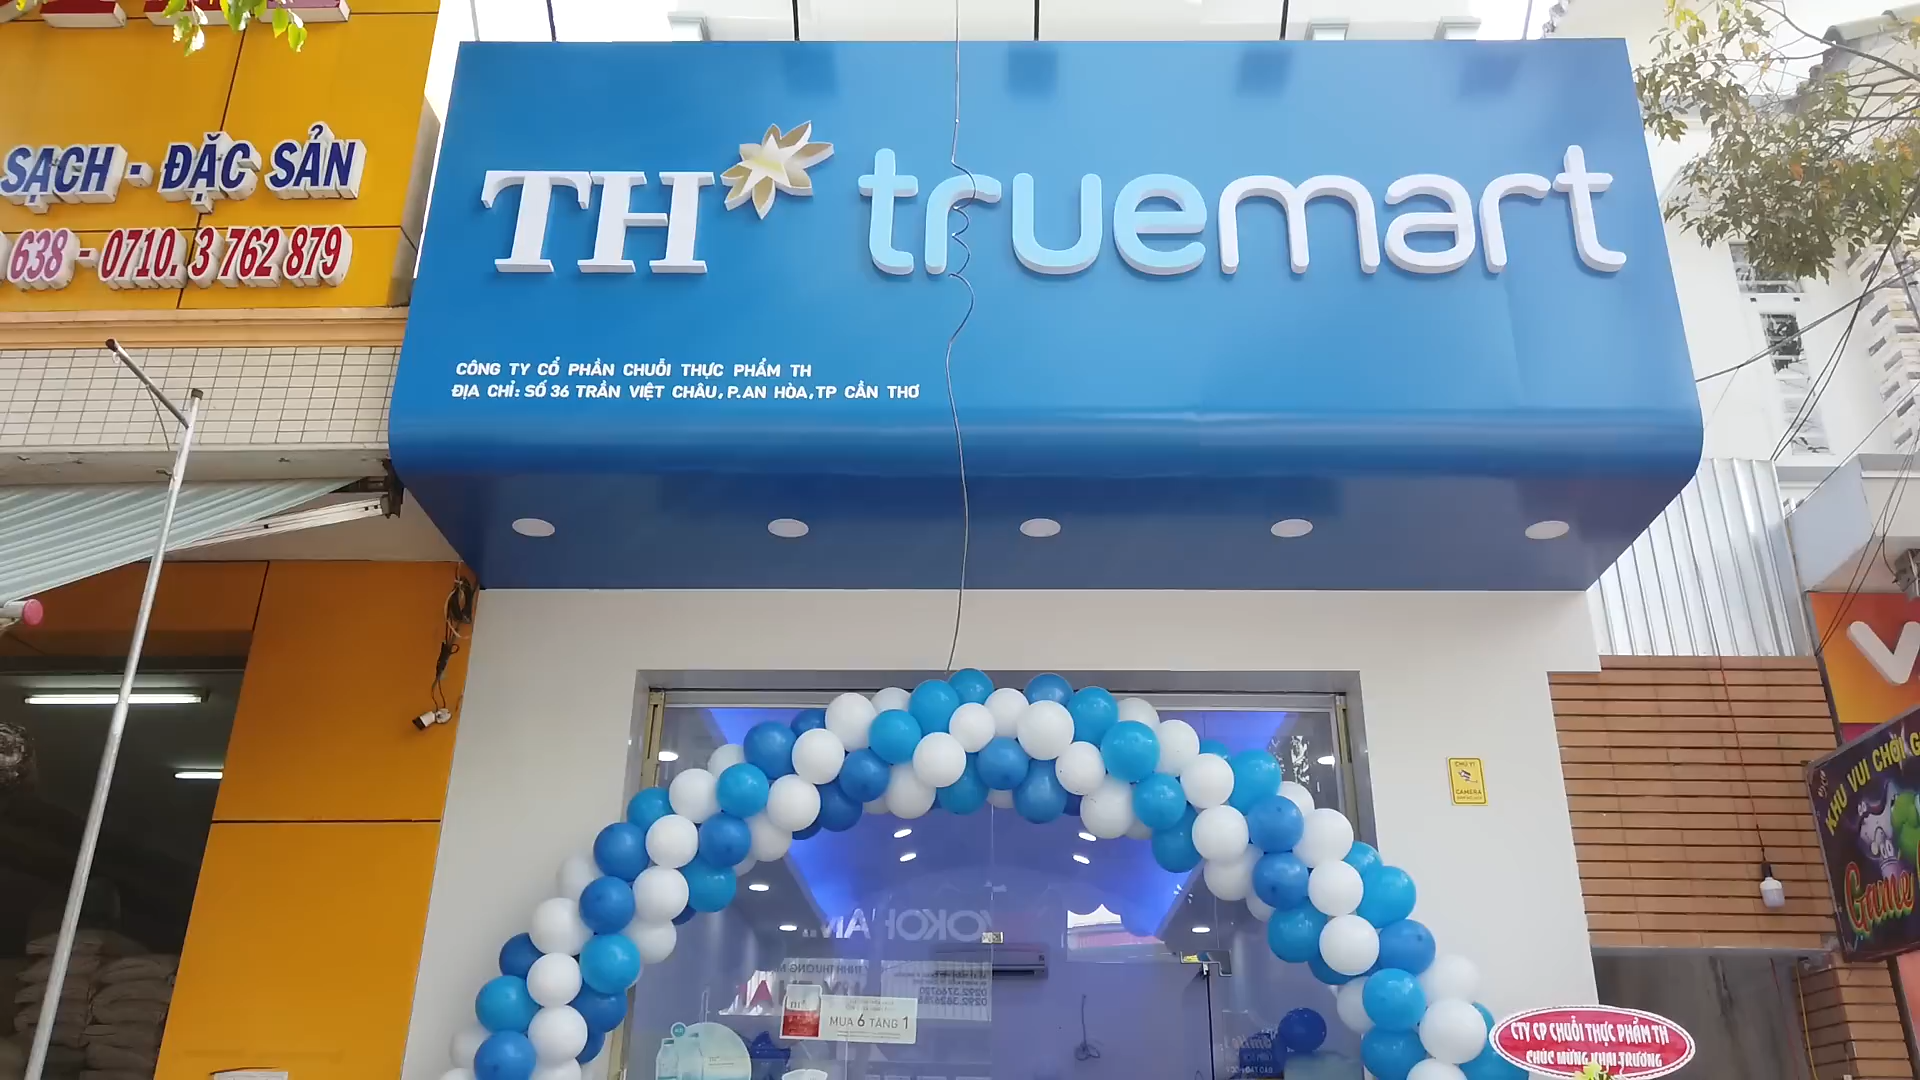 SẠCH - ĐẶC SẢN
638 - 0710. 3 762 879
TH truemart
CÔNG TY CỔ PHẦN CHUỖI THỰC PHẨM TH
ĐỊA CHỈ: SỐ 36 TRẦN VIỆT CHÂU, P.AN HÒA, TP CẦN THƠ
CHÚ Ý!
CAMERA
KHU VUI CHƠI G
Game
MUA 6 TẶNG 1
CTY CP CHUỖI THỰC PHẨM TH
CHÚC MỪNG KHAI TRƯƠNG